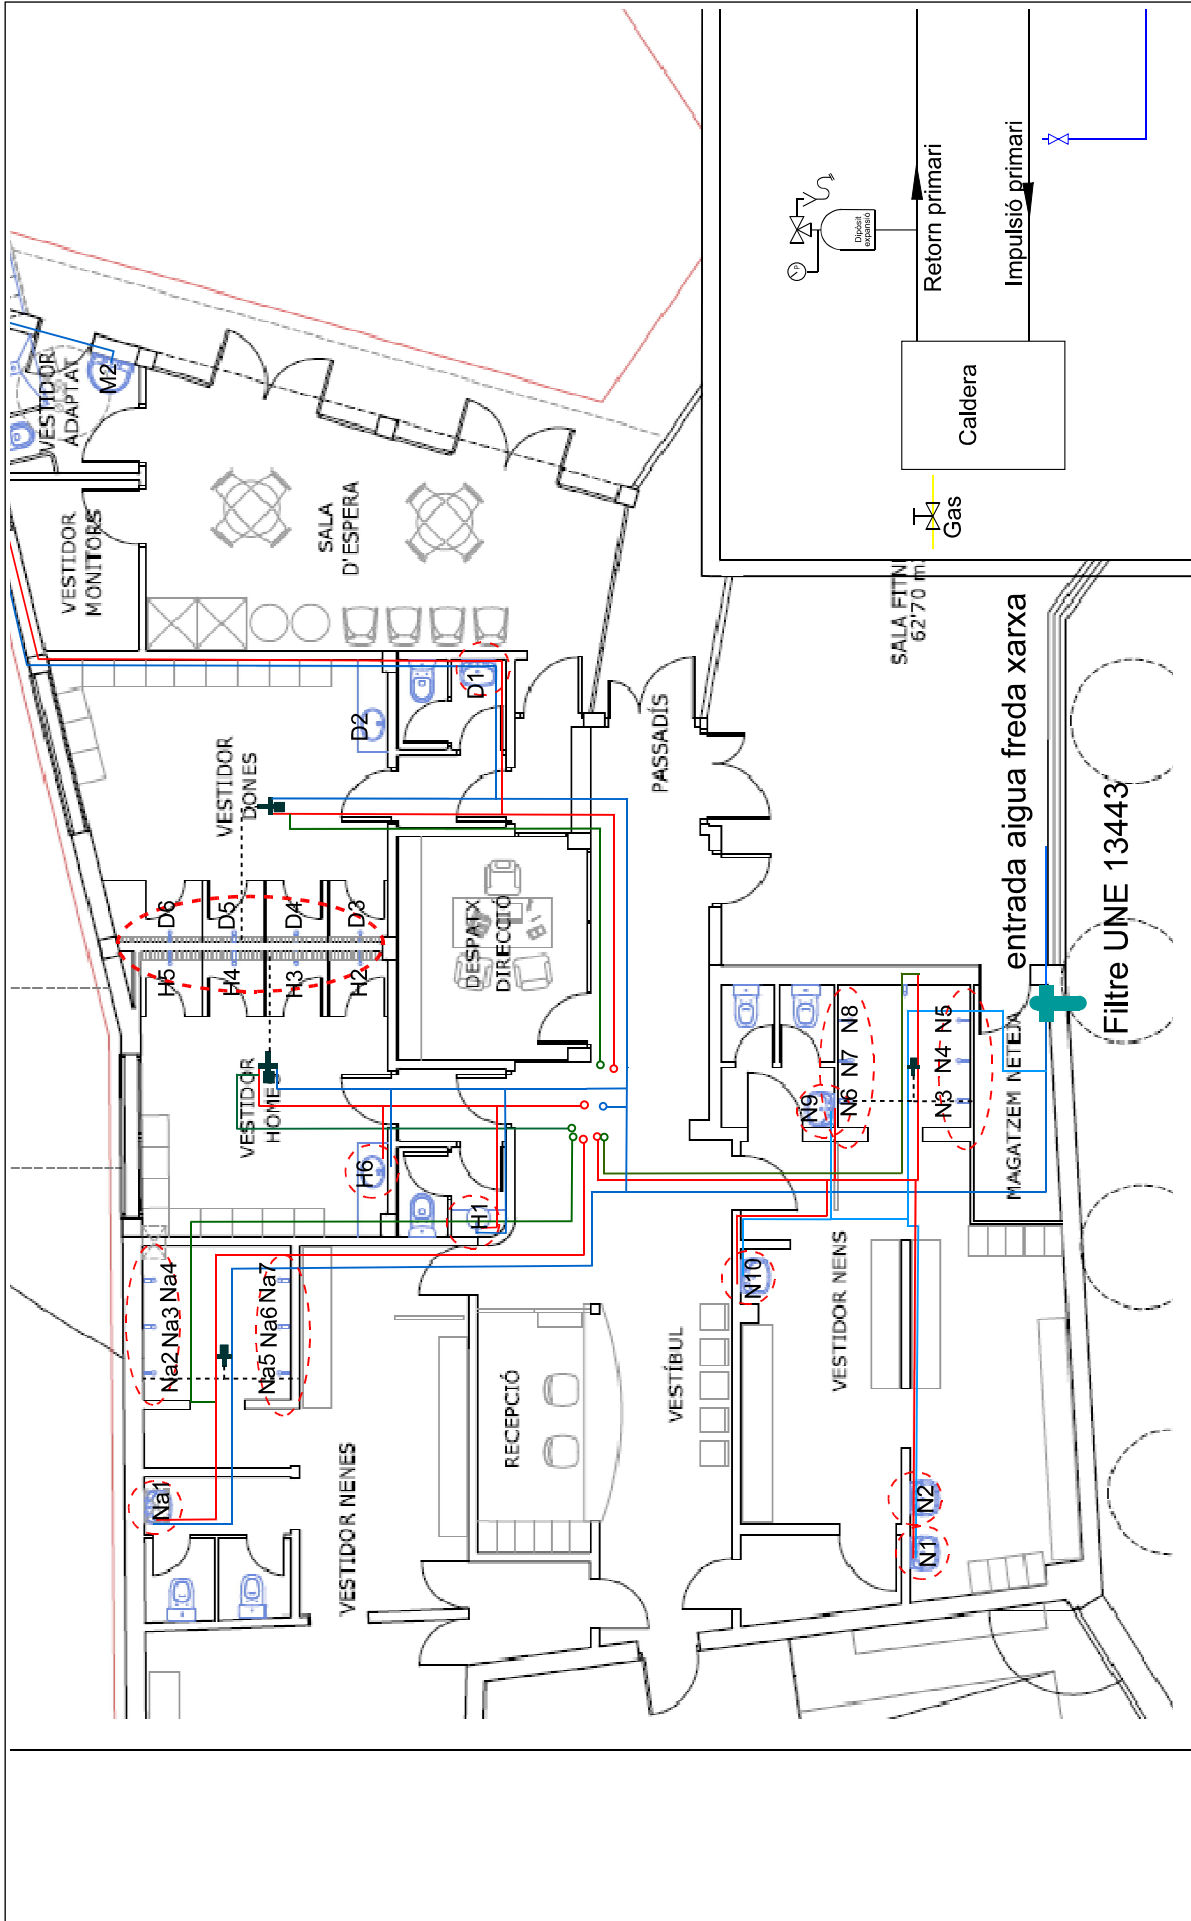 VESTIDOR
ADAPTAT
M2
VESTIDOR
MONITORS
SALA
D'ESPERA
P
Dipòsit
expansió
Retorn primari
Impulsió primari
Caldera
Gas
SALA FITN
62'70 m
D1
D2
VESTIDOR
DONES
PASSADÍS
entrada aigua freda xarxa
Filtre UNE 13443
D6
D5
D4
D3
H5
H4
H3
H2
DESPATX
DIRECCIÓ
VESTIDOR
HOME
H6
H1
N8
N7
N6
N9
N5
N4
N3
MAGATZEM NETEJA
Na4
Na3
Na2
Na7
Na6
Na5
Na1
N10
VESTIDOR NENS
VESTÍBUL
RECEPCIÓ
VESTIDOR NENES
N2
N1